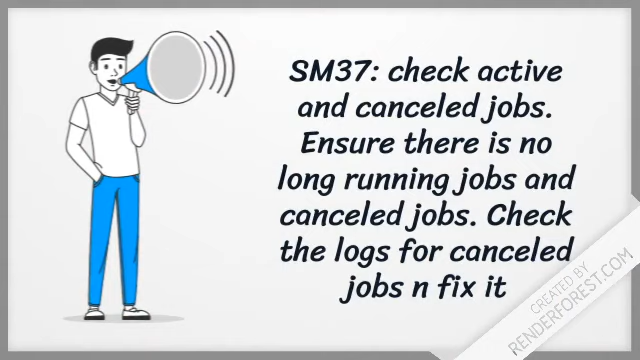 SM37: check active
and canceled jobs.
Ensure there is no
long running jobs and
canceled jobs. Check
the logs for canceled
jobs n fix it
CREATED BY
RENDERFOREST.COM